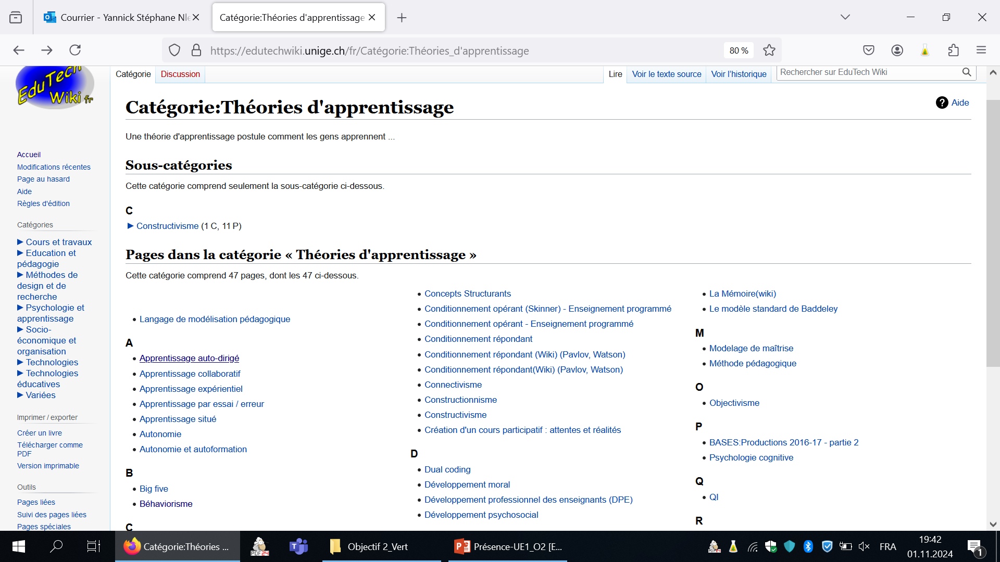 Courrier - Yannick Stéphane Nle
Catégorie:Théories d'apprentissage
https://edutechwiki.unige.ch/fr/Catégorie:Théories_d'apprentissage
80 %
EduTech
Wiki.fr
Catégorie
Discussion
Lire
Voir le texte source
Voir l'historique
Rechercher sur EduTech Wiki
Catégorie:Théories d'apprentissage
Aide
Une théorie d'apprentissage postule comment les gens apprennent ...
Sous-catégories
Cette catégorie comprend seulement la sous-catégorie ci-dessous.
C
► Constructivisme (1 C, 11 P)
Pages dans la catégorie « Théories d'apprentissage »
Cette catégorie comprend 47 pages, dont les 47 ci-dessous.
• Langage de modélisation pédagogique
A
• Apprentissage auto-dirigé
• Apprentissage collaboratif
• Apprentissage expérientiel
• Apprentissage par essai / erreur
• Apprentissage situé
• Autonomie
• Autonomie et autoformation
B
• Big five
• Béhaviorisme
C
• Concepts Structurants
• Conditionnement opérant (Skinner) - Enseignement programmé
• Conditionnement opérant - Enseignement programmé
• Conditionnement répondant
• Conditionnement répondant (Wiki) (Pavlov, Watson)
• Conditionnement répondant(Wiki) (Pavlov, Watson)
• Connectivisme
• Constructionnisme
• Constructivisme
• Création d'un cours participatif : attentes et réalités
D
• Dual coding
• Développement moral
• Développement professionnel des enseignants (DPE)
• Développement psychosocial
• La Mémoire(wiki)
• Le modèle standard de Baddeley
M
• Modelage de maîtrise
• Méthode pédagogique
O
• Objectivisme
P
• BASES:Productions 2016-17 - partie 2
• Psychologie cognitive
Q
• QI
R
Accueil
Modifications récentes
Page au hasard
Aide
Règles d'édition
Catégories
► Cours et travaux
► Education et
pédagogie
► Méthodes de
design et de
recherche
► Psychologie et
apprentissage
► Socio-
économique et
organisation
► Technologies
► Technologies
éducatives
► Variées
Imprimer / exporter
Créer un livre
Télécharger comme
PDF
Version imprimable
Outils
Pages liées
Suivi des pages liées
Pages spéciales
Catégorie:Théories ...
PDF24
Objectif 2_Vert
Présence-UE1_O2 [E...
PDF24
FRA
19:42
01.11.2024
1